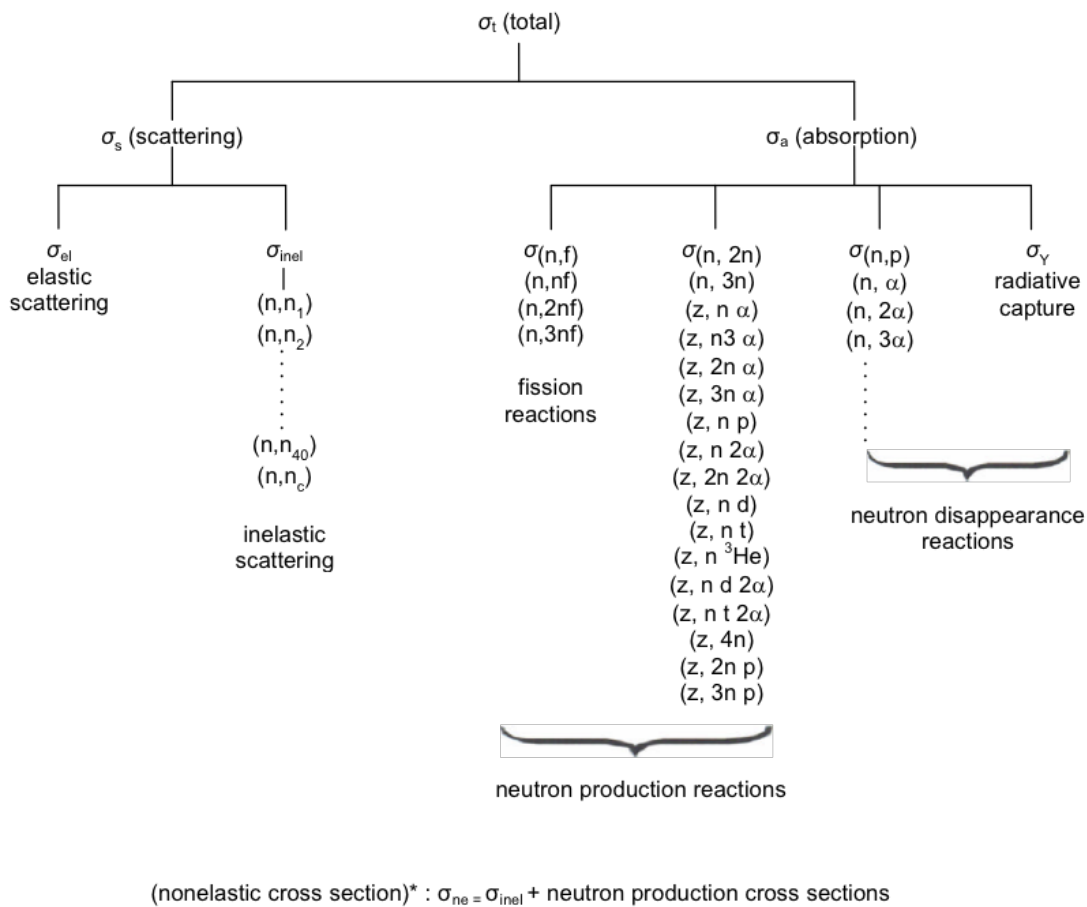 σt (total)
σs (scattering)
σa (absorption)
σel
elastic
scattering
σinel
(n,n1)
(n,n2)
(n,n40)
(n,nc)
inelastic
scattering
σ(n,f)
(n,nf)
(n,2nf)
(n,3nf)
fission
reactions
σ(n, 2n)
(n, 3n)
(z, n α)
(z, n3 α)
(z, 2n α)
(z, 3n α)
(z, n p)
(z, n 2α)
(z, 2n 2α)
(z, n d)
(z, n t)
(z, n ³He)
(z, n d 2α)
(z, n t 2α)
(z, 4n)
(z, 2n p)
(z, 3n p)
σ(n,p)
(n, α)
(n, 2α)
(n, 3α)
σY
radiative
capture
neutron disappearance
reactions
neutron production reactions
(nonelastic cross section)* : σne = σinel + neutron production cross sections